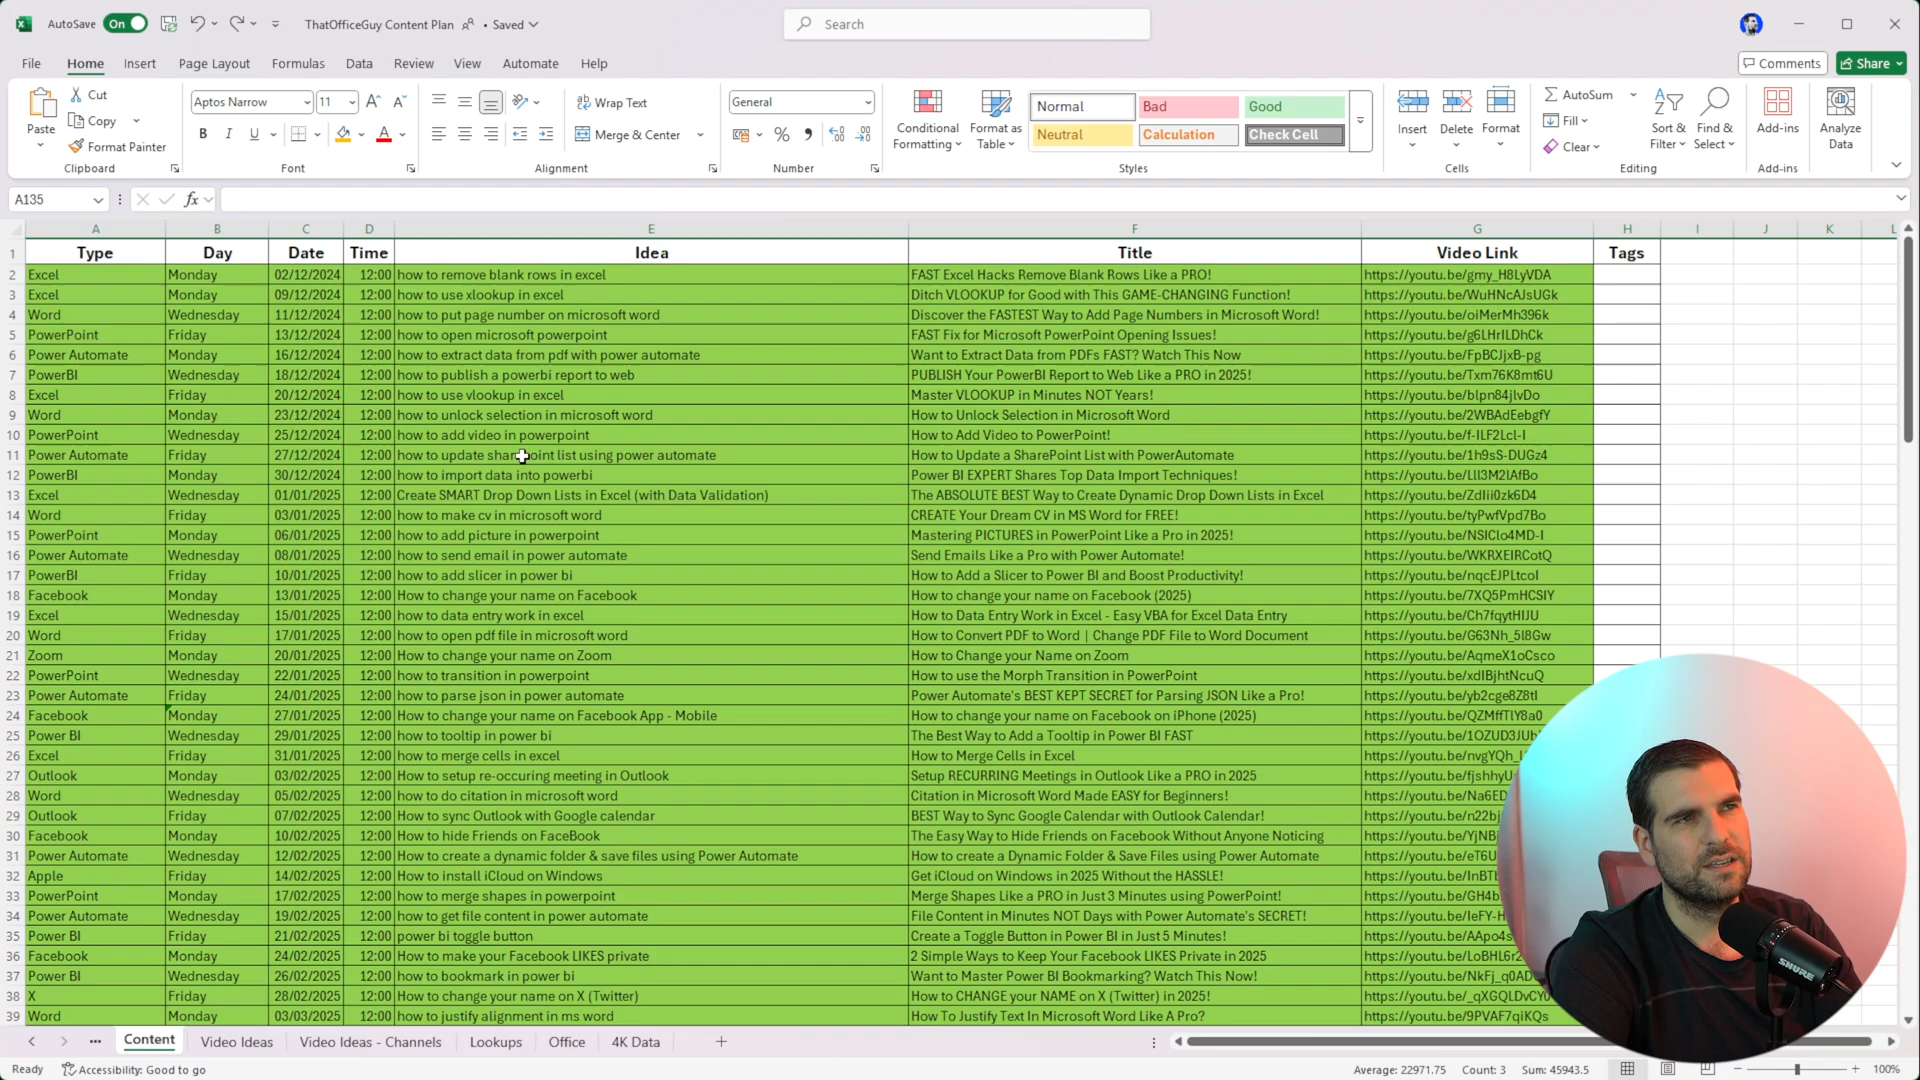 AutoSave On ThatOfficeGuy Content Plan • Saved Search
File Home Insert Page Layout Formulas Data Review View Automate Help Comments Share
Paste Cut Copy Format Painter Clipboard
Aptos Narrow 11 B I U Font
Wrap Text Merge & Center Alignment
General % Number
Conditional Formatting Format as Table Normal Bad Good Neutral Calculation Check Cell Styles
Insert Delete Format Cells
AutoSum Fill Clear Sort & Filter Find & Select Editing
Add-ins Add-ins Analyze Data
A135 fx
A B C D E F G H I J K L
1 Type Day Date Time Idea Title Video Link Tags
2 Excel Monday 02/12/2024 12:00 how to remove blank rows in excel FAST Excel Hacks Remove Blank Rows Like a PRO! https://youtu.be/gmy_H8LyVDA
3 Excel Monday 09/12/2024 12:00 how to use xlookup in excel Ditch VLOOKUP for Good with This GAME-CHANGING Function! https://youtu.be/WuHNcAJsUGk
4 Word Wednesday 11/12/2024 12:00 how to put page number on microsoft word Discover the FASTEST Way to Add Page Numbers in Microsoft Word! https://youtu.be/oiMerMh396k
5 PowerPoint Friday 13/12/2024 12:00 how to open microsoft powerpoint FAST Fix for Microsoft PowerPoint Opening Issues! https://youtu.be/g6LHrILDhCk
6 Power Automate Monday 16/12/2024 12:00 how to extract data from pdf with power automate Want to Extract Data from PDFs FAST? Watch This Now https://youtu.be/FpBCJjxB-pg
7 PowerBI Wednesday 18/12/2024 12:00 how to publish a powerbi report to web PUBLISH Your PowerBI Report to Web Like a PRO in 2025! https://youtu.be/Txm76K8mt6U
8 Excel Friday 20/12/2024 12:00 how to use vlookup in excel Master VLOOKUP in Minutes NOT Years! https://youtu.be/blpn84jlvDo
9 Word Monday 23/12/2024 12:00 how to unlock selection in microsoft word How to Unlock Selection in Microsoft Word https://youtu.be/2WBAdEebgfY
10 PowerPoint Wednesday 25/12/2024 12:00 how to add video in powerpoint How to Add Video to PowerPoint! https://youtu.be/f-ILF2Lcl-I
11 Power Automate Friday 27/12/2024 12:00 how to update sharepoint list using power automate How to Update a SharePoint List with PowerAutomate https://youtu.be/1h9sS-DUGz4
12 PowerBI Monday 30/12/2024 12:00 how to import data into powerbi Power BI EXPERT Shares Top Data Import Techniques! https://youtu.be/Lll3M2lAfBo
13 Excel Wednesday 01/01/2025 12:00 Create SMART Drop Down Lists in Excel (with Data Validation) The ABSOLUTE BEST Way to Create Dynamic Drop Down Lists in Excel https://youtu.be/Zdlii0zk6D4
14 Word Friday 03/01/2025 12:00 how to make cv in microsoft word CREATE Your Dream CV in MS Word for FREE! https://youtu.be/tyPwfVpd7Bo
15 PowerPoint Monday 06/01/2025 12:00 how to add picture in powerpoint Mastering PICTURES in PowerPoint Like a Pro in 2025! https://youtu.be/NSIClo4MD-I
16 Power Automate Wednesday 08/01/2025 12:00 how to send email in power automate Send Emails Like a Pro with Power Automate! https://youtu.be/WKRXEIRCotQ
17 PowerBI Friday 10/01/2025 12:00 how to add slicer in power bi How to Add a Slicer to Power BI and Boost Productivity! https://youtu.be/nqcEJPLtcoI
18 Facebook Monday 13/01/2025 12:00 How to change your name on Facebook How to change your name on Facebook (2025) https://youtu.be/7XQ5PmHCSIY
19 Excel Wednesday 15/01/2025 12:00 how to data entry work in excel How to Data Entry Work in Excel - Easy VBA for Excel Data Entry https://youtu.be/Ch7fqytHIJU
20 Word Friday 17/01/2025 12:00 how to open pdf file in microsoft word How to Convert PDF to Word | Change PDF File to Word Document https://youtu.be/G63Nh_5l8Gw
21 Zoom Monday 20/01/2025 12:00 How to change your name on Zoom How to Change your Name on Zoom https://youtu.be/AqmeX1oCsco
22 PowerPoint Wednesday 22/01/2025 12:00 how to transition in powerpoint How to use the Morph Transition in PowerPoint https://youtu.be/xdIBjhtNcuQ
23 Power Automate Friday 24/01/2025 12:00 how to parse json in power automate Power Automate's BEST KEPT SECRET for Parsing JSON Like a Pro! https://youtu.be/yb2cge8Z8tI
24 Facebook Monday 27/01/2025 12:00 How to change your name on Facebook App - Mobile How to change your name on Facebook on iPhone (2025) https://youtu.be/QZMffTlY8a0
25 Power BI Wednesday 29/01/2025 12:00 how to tooltip in power bi The Best Way to Add a Tooltip in Power BI FAST https://youtu.be/1OZUD3JUb
26 Excel Friday 31/01/2025 12:00 how to merge cells in excel How to Merge Cells in Excel https://youtu.be/nvgYQh_
27 Outlook Monday 03/02/2025 12:00 How to setup re-occuring meeting in Outlook Setup RECURRING Meetings in Outlook Like a PRO in 2025 https://youtu.be/fjshhyU
28 Word Wednesday 05/02/2025 12:00 how to do citation in microsoft word Citation in Microsoft Word Made EASY for Beginners! https://youtu.be/Na6ED
29 Outlook Friday 07/02/2025 12:00 How to sync Outlook with Google calendar BEST Way to Sync Google Calendar with Outlook Calendar! https://youtu.be/n22bj
30 Facebook Monday 10/02/2025 12:00 How to hide Friends on FaceBook The Easy Way to Hide Friends on Facebook Without Anyone Noticing https://youtu.be/YjNB
31 Power Automate Wednesday 12/02/2025 12:00 How to create a dynamic folder & save files using Power Automate How to create a Dynamic Folder & Save Files using Power Automate https://youtu.be/eT6U
32 Apple Friday 14/02/2025 12:00 How to install iCloud on Windows Get iCloud on Windows in 2025 Without the HASSLE! https://youtu.be/InBT
33 PowerPoint Monday 17/02/2025 12:00 how to merge shapes in powerpoint Merge Shapes Like a PRO in Just 3 Minutes using PowerPoint! https://youtu.be/GH4b
34 Power Automate Wednesday 19/02/2025 12:00 how to get file content in power automate File Content in Minutes NOT Days with Power Automate's SECRET! https://youtu.be/IeFY-H
35 Power BI Friday 21/02/2025 12:00 power bi toggle button Create a Toggle Button in Power BI in Just 5 Minutes! https://youtu.be/AApo4s
36 Facebook Monday 24/02/2025 12:00 How to make your Facebook LIKES private 2 Simple Ways to Keep Your Facebook LIKES Private in 2025 https://youtu.be/LoBHL6r2
37 Power BI Wednesday 26/02/2025 12:00 how to bookmark in power bi Want to Master Power BI Bookmarking? Watch This Now! https://youtu.be/NkFj_q0AD
38 X Friday 28/02/2025 12:00 How to change your name on X (Twitter) How to CHANGE your NAME on X (Twitter) in 2025! https://youtu.be/_qXGQLDvCY0
39 Word Monday 03/03/2025 12:00 how to justify alignment in ms word How To Justify Text In Microsoft Word Like A Pro? https://youtu.be/9PVAF7qiKQs
SHURE
Content Video Ideas Video Ideas - Channels Lookups Office 4K Data
Ready Accessibility: Good to go Average: 22971.75 Count: 3 Sum: 45943.5 100%